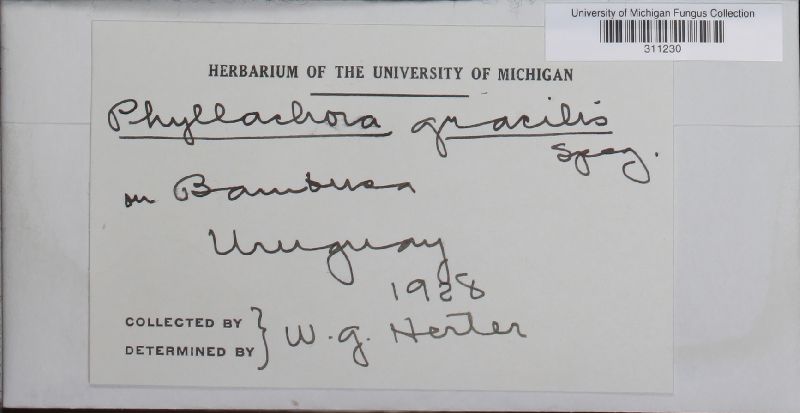 University of Michigan Fungus Collection
311230
HERBARIUM OF THE UNIVERSITY OF MICHIGAN
Phyllachora gracilis
Speg.
on Bambusa
Uruguay
1928
COLLECTED BY
DETERMINED BY } W. G. Herter